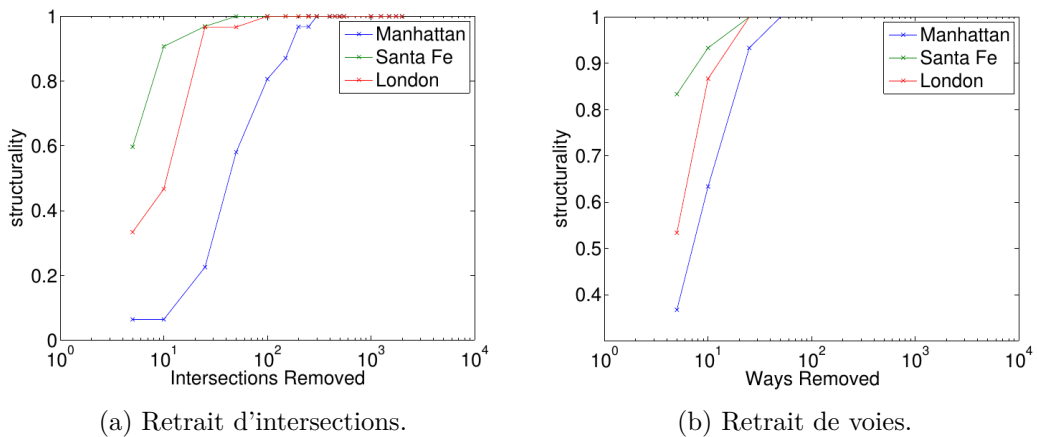 1
0.8
0.6
0.4
0.2
0
structurality
10^0
10^1
10^2
10^3
10^4
Intersections Removed
Manhattan
Santa Fe
London
(a) Retrait d'intersections.
1
0.9
0.8
0.7
0.6
0.5
0.4
structurality
10^0
10^1
10^2
10^3
10^4
Ways Removed
Manhattan
Santa Fe
London
(b) Retrait de voies.